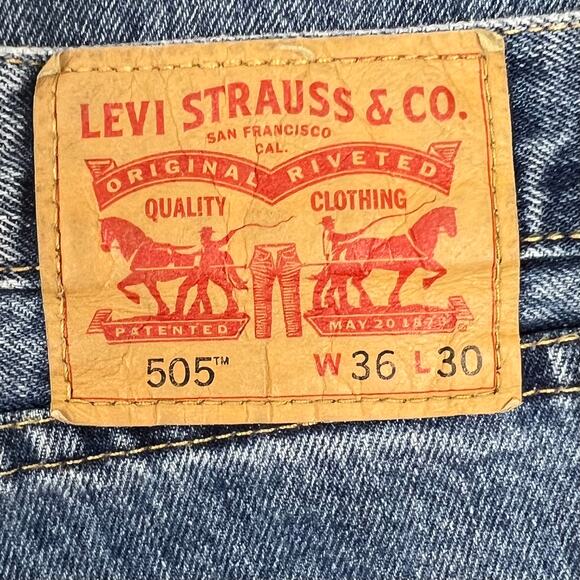 LEVI STRAUSS & CO.
SAN FRANCISCO
CAL.
ORIGINAL RIVETED
QUALITY CLOTHING
PATENTED MAY 20 1873
505™ W 36 L 30